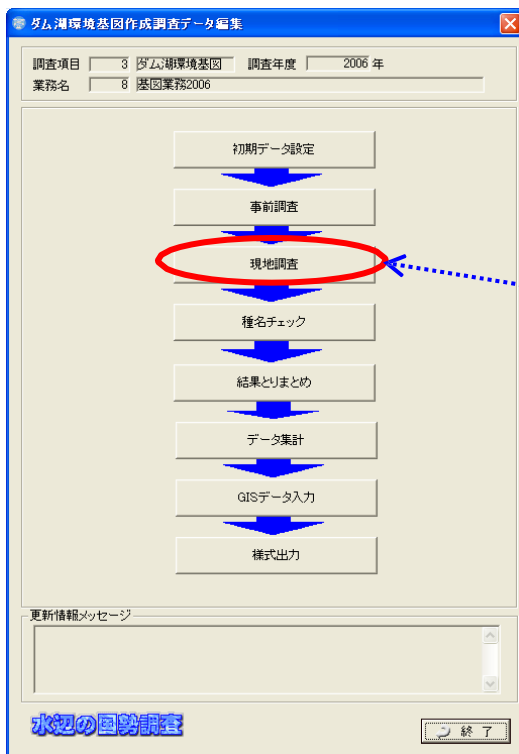 ダム湖環境基図作成調査データ編集
調査項目 3 ダム湖環境基図 調査年度 2006 年
業務名 8 基図業務2006
初期データ設定
事前調査
現地調査
種名チェック
結果とりまとめ
データ集計
GISデータ入力
様式出力
更新情報メッセージ
水辺の国勢調査
終 了